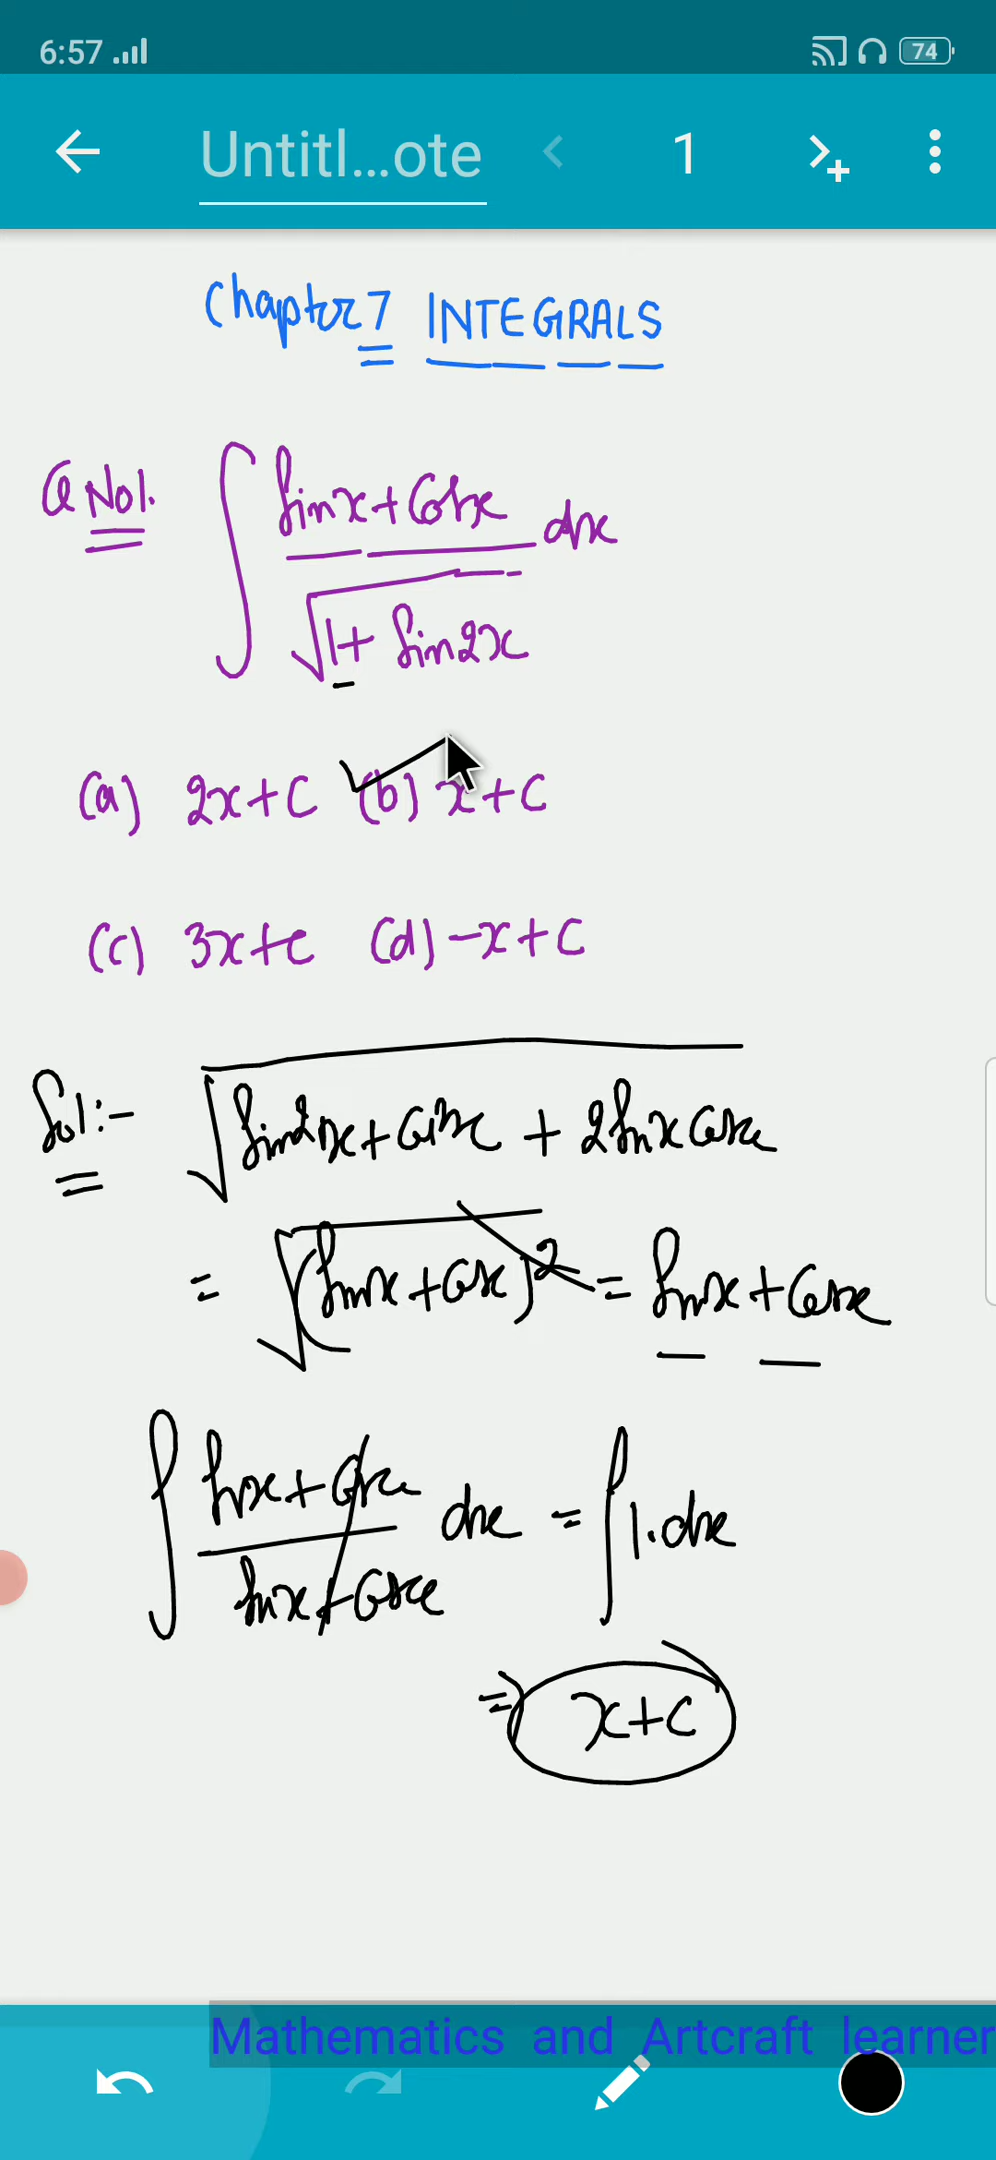 6:57 74
Untitl...ote 1
Chapter 7 INTEGRALS
Q No1. ∫ sinx+Cosx dx
√1+ Sin2x
(a) 2x+C (b) x+C
(c) 3x+c (d) -x+C
Sol:- √sin²x+cos²x + 2sinx cosx
= √(sinx+cosx)² = sinx+cosx
∫ sinx+cosx dx = ∫1.dx
sinx+cosx
= x+c
Mathematics and Artcraft learner